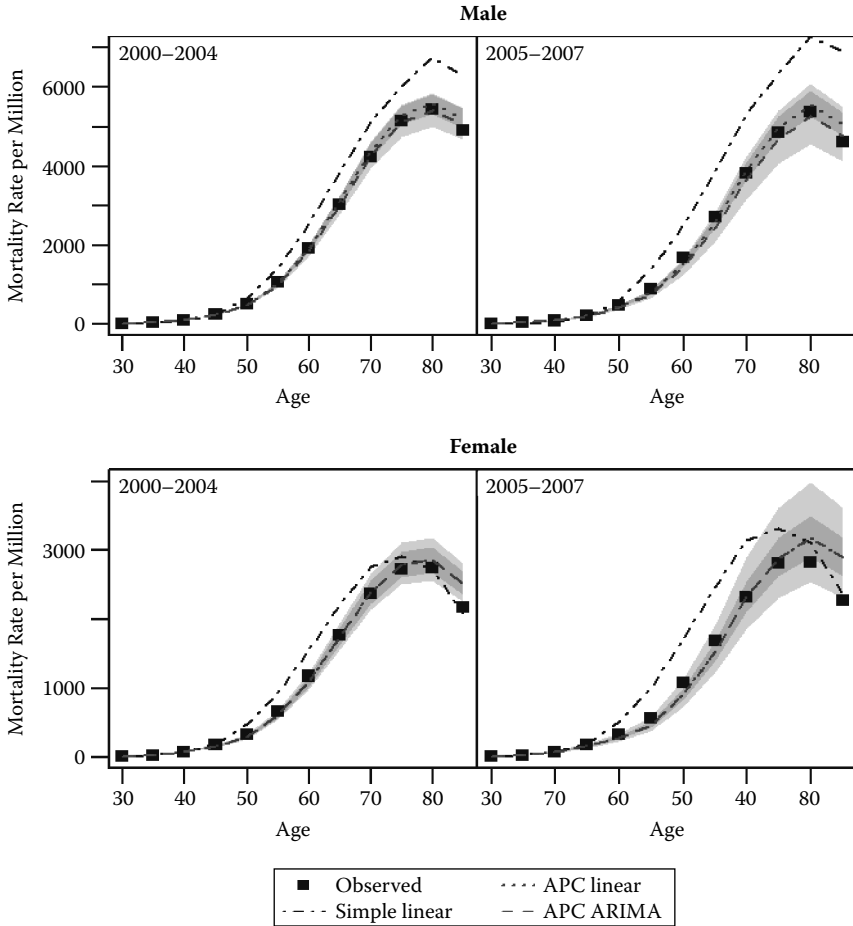 Male
2000–2004
2005–2007
Mortality Rate per Million
6000
4000
2000
0
30 40 50 60 70 80
30 40 50 60 70 80
Age
Age
Female
2000–2004
2005–2007
Mortality Rate per Million
3000
1000
0
30 40 50 60 70 80
30 70 60 50 40 80
Age
Age
Observed
APC linear
Simple linear
APC ARIMA